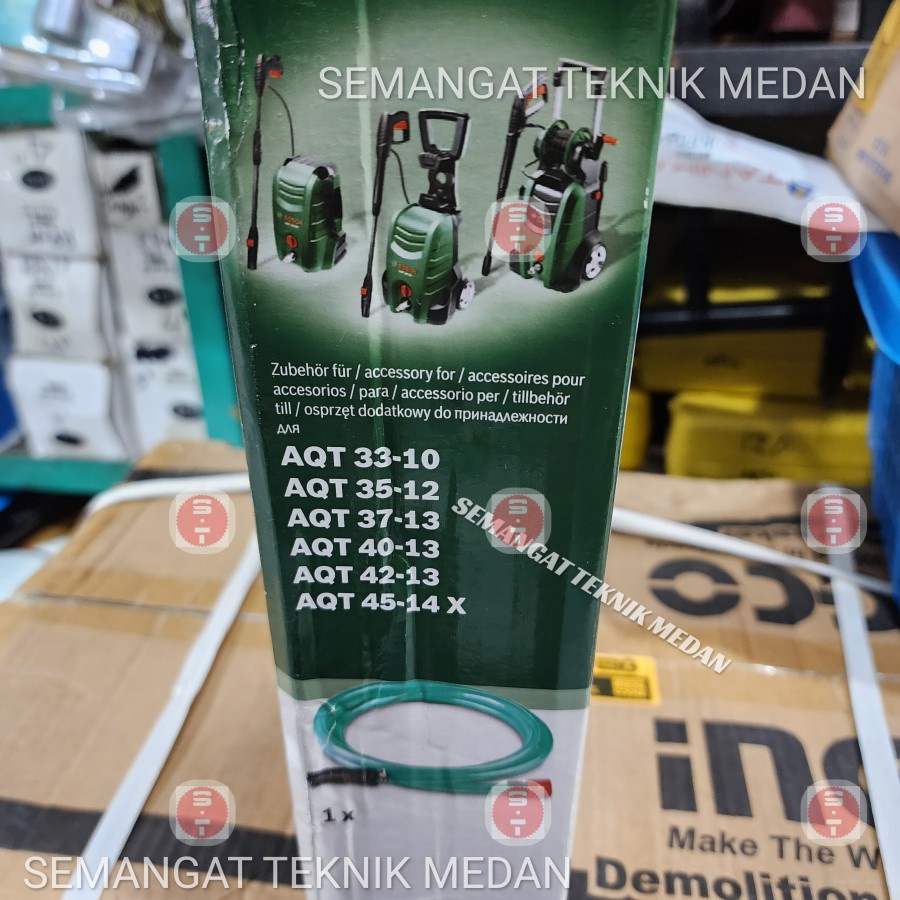 SEMANGAT TEKNIK MEDAN
Zubehör für / accessory for / accessoires pour
accesorios / para / accessorio per / tillbehör
till / osprzęt dodatkowy do принадлежности
для
AQT 33-10
AQT 35-12
AQT 37-13
AQT 40-13
AQT 42-13
AQT 45-14 X
SEMANGAT TEKNIK MEDAN
1 x
Make The W
Demolition
SEMANGAT TEKNIK MEDAN
S·T
S·T
S·T
S·T
S·T
S·T
S·T
S·T
S·T